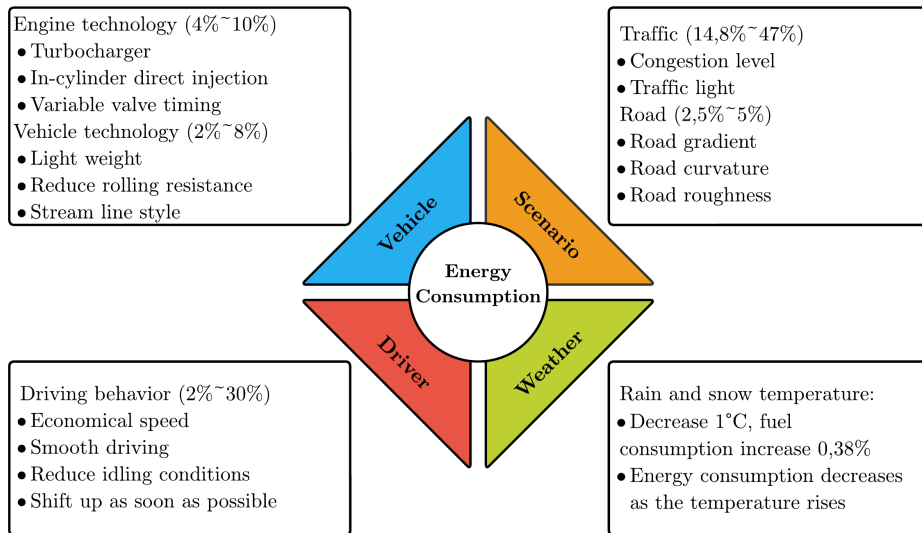 Engine technology (4%~10%)
• Turbocharger
• In-cylinder direct injection
• Variable valve timing
Vehicle technology (2%~8%)
• Light weight
• Reduce rolling resistance
• Stream line style
Traffic (14,8%~47%)
• Congestion level
• Traffic light
Road (2,5%~5%)
• Road gradient
• Road curvature
• Road roughness
Vehicle
Scenario
Energy
Consumption
Driver
Weather
Driving behavior (2%~30%)
• Economical speed
• Smooth driving
• Reduce idling conditions
• Shift up as soon as possible
Rain and snow temperature:
• Decrease 1°C, fuel
consumption increase 0,38%
• Energy consumption decreases
as the temperature rises